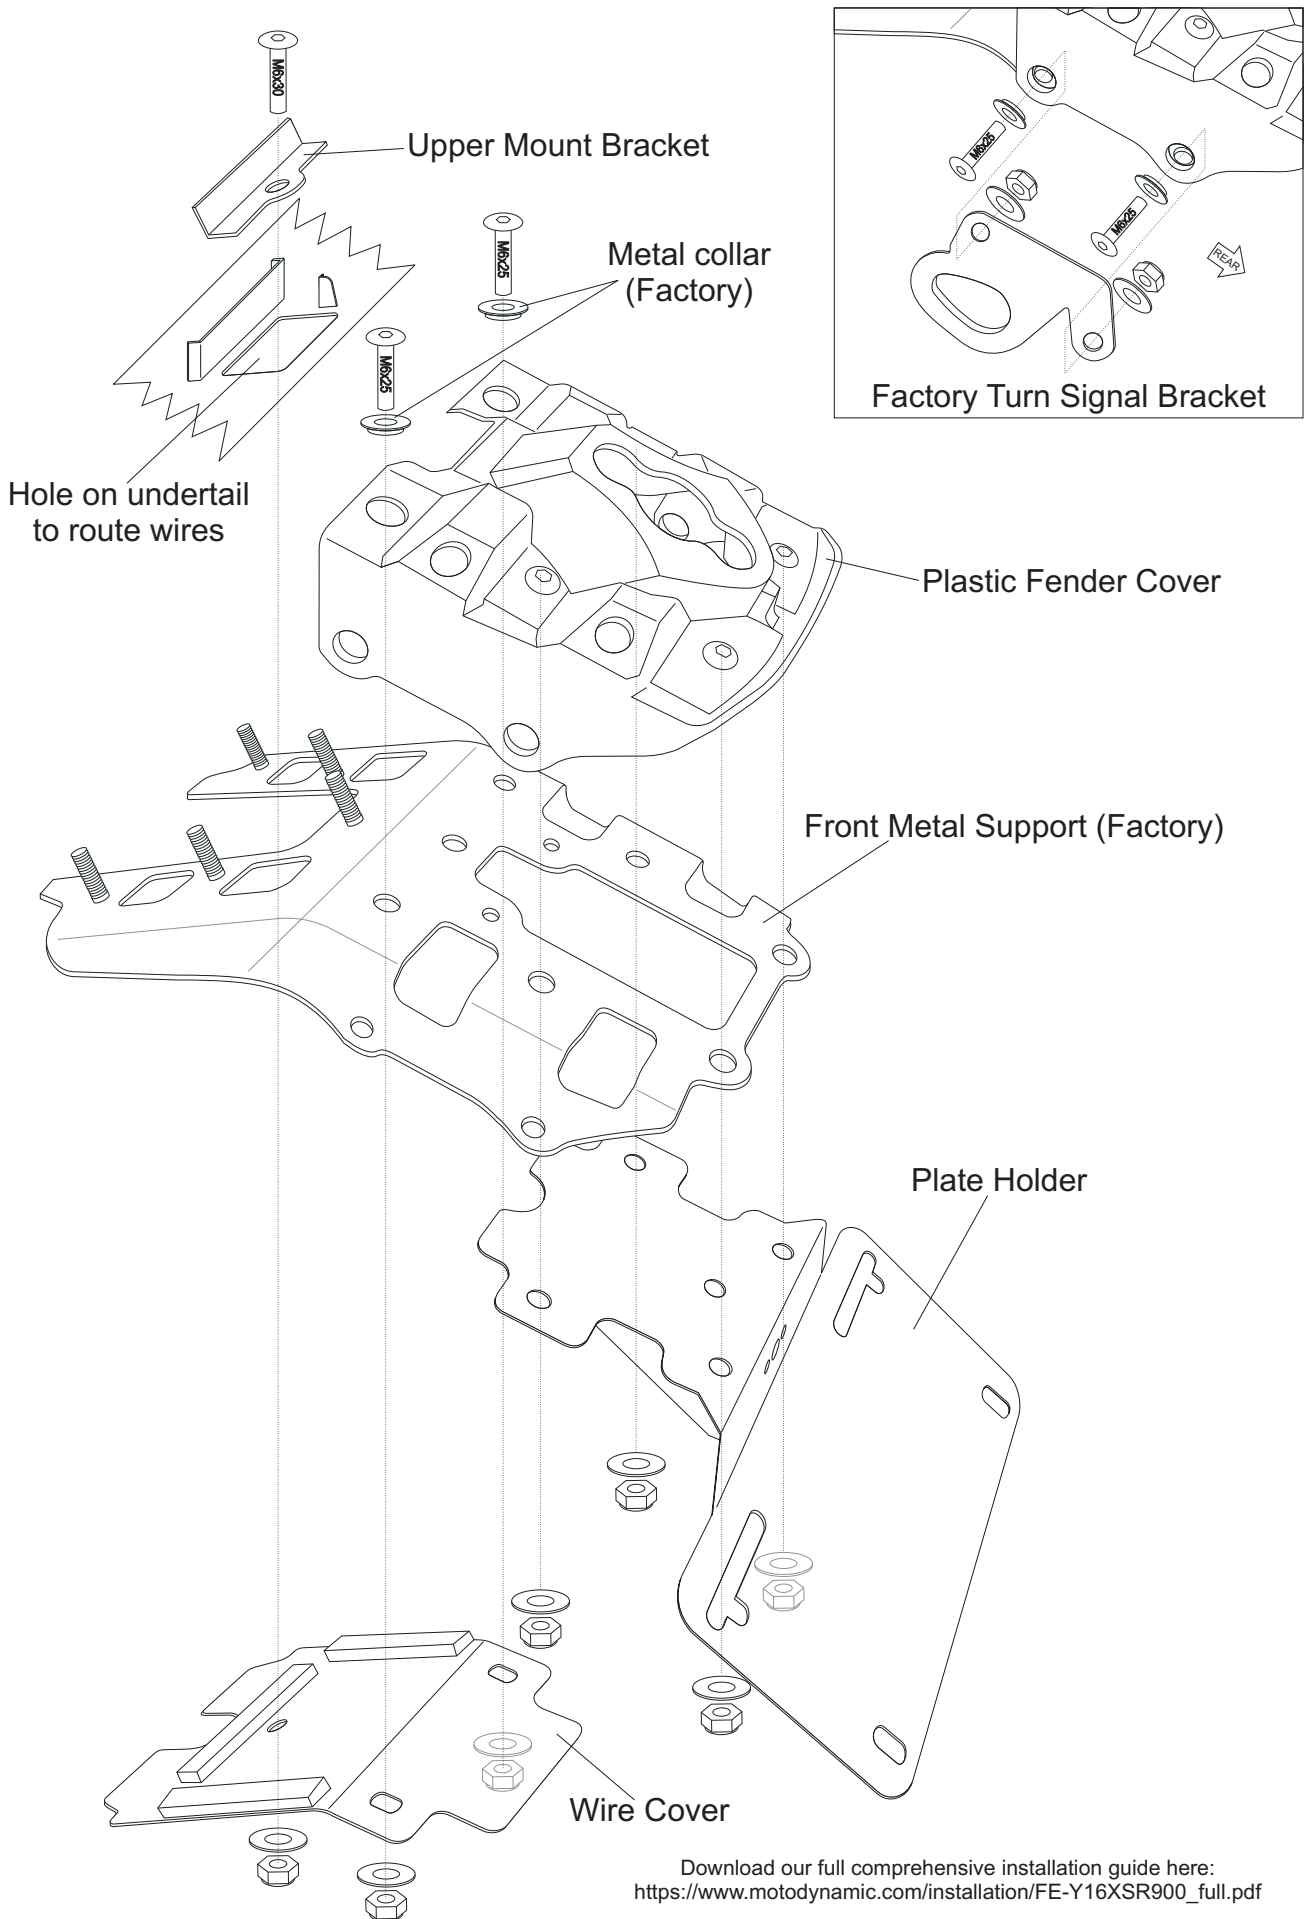 M6x30
Upper Mount Bracket
M6x25
Metal collar
(Factory)
M6x25
M6x25
M6x25
REAR
Factory Turn Signal Bracket
Hole on undertail
to route wires
Plastic Fender Cover
Front Metal Support (Factory)
Plate Holder
Wire Cover
Download our full comprehensive installation guide here:
https://www.motodynamic.com/installation/FE-Y16XSR900_full.pdf